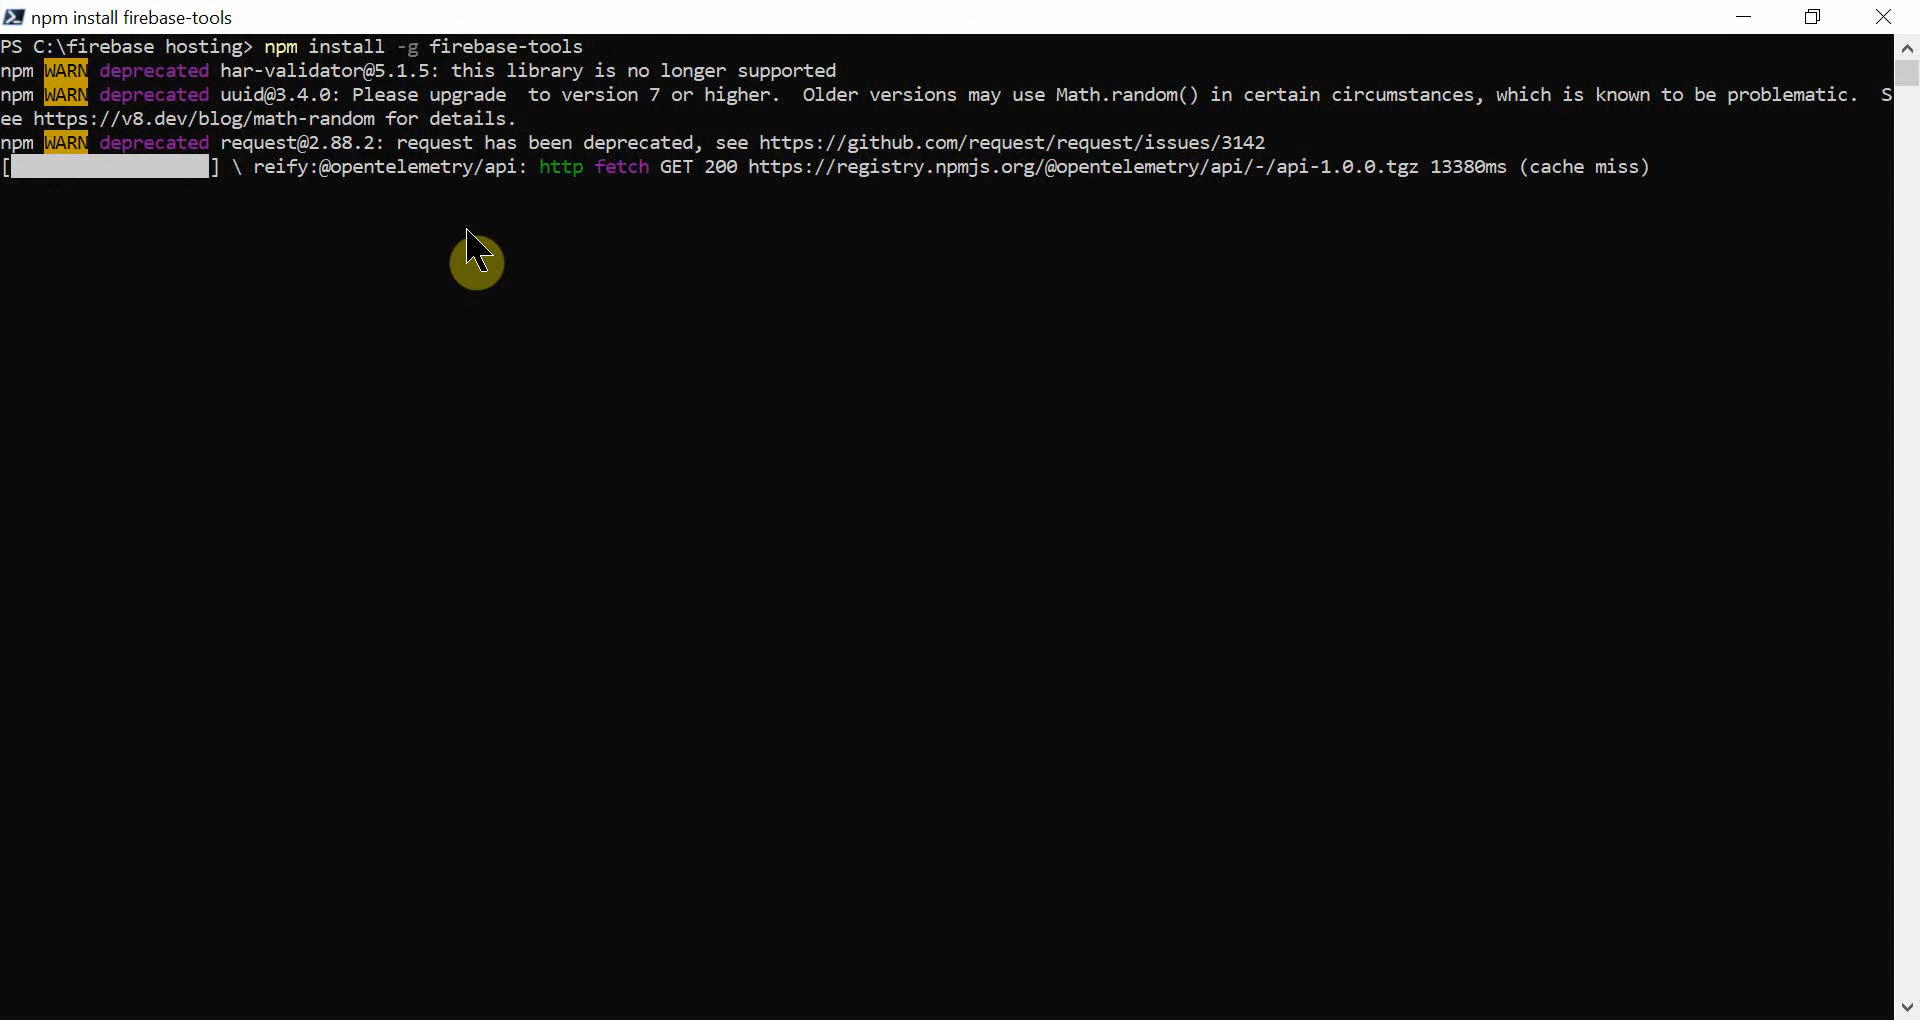 npm install firebase-tools
PS C:\firebase hosting> npm install -g firebase-tools
npm WARN deprecated har-validator@5.1.5: this library is no longer supported
npm WARN deprecated uuid@3.4.0: Please upgrade  to version 7 or higher.  Older versions may use Math.random() in certain circumstances, which is known to be problematic.  S
ee https://v8.dev/blog/math-random for details.
npm WARN deprecated request@2.88.2: request has been deprecated, see https://github.com/request/request/issues/3142
[                  ] \ reify:@opentelemetry/api: http fetch GET 200 https://registry.npmjs.org/@opentelemetry/api/-/api-1.0.0.tgz 13380ms (cache miss)